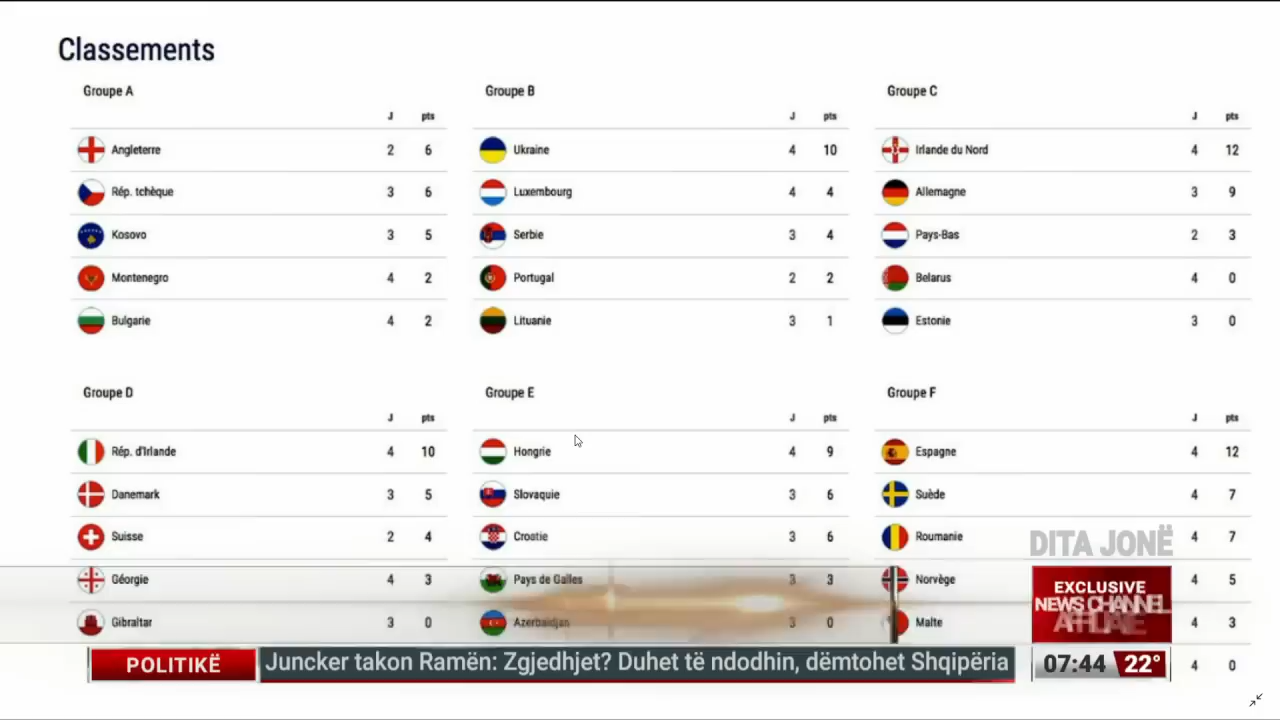 Classements
Groupe A
J pts
Angleterre 2 6
Rép. tchèque 3 6
Kosovo 3 5
Montenegro 4 2
Bulgarie 4 2
Groupe B
J pts
Ukraine 4 10
Luxembourg 4 4
Serbie 3 4
Portugal 2 2
Lituanie 3 1
Groupe C
J pts
Irlande du Nord 4 12
Allemagne 3 9
Pays-Bas 2 3
Belarus 4 0
Estonie 3 0
Groupe D
J pts
Rép. d'Irlande 4 10
Danemark 3 5
Suisse 2 4
Géorgie 4 3
Gibraltar 3 0
Groupe E
J pts
Hongrie 4 9
Slovaquie 3 6
Croatie 3 6
Pays de Galles 3 3
Azerbaïdjan 3 0
Groupe F
J pts
Espagne 4 12
Suède 4 7
Roumanie 4 7
Norvège 4 5
Malte 4 3
4 0
DITA JONË
EXCLUSIVE
NEWS CHANNEL
AFFILIATE
POLITIKË
Juncker takon Ramën: Zgjedhjet? Duhet të ndodhin, dëmtohet Shqipëria
07:44 22°